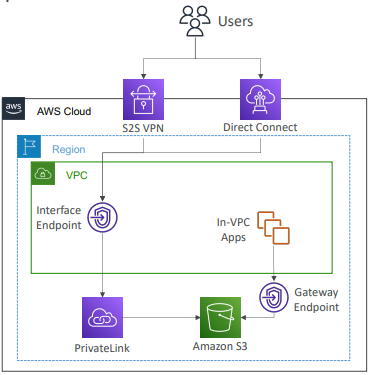 Users
aws
AWS Cloud
S2S VPN
Direct Connect
Region
VPC
Interface
Endpoint
In-VPC
Apps
Gateway
Endpoint
PrivateLink
Amazon S3